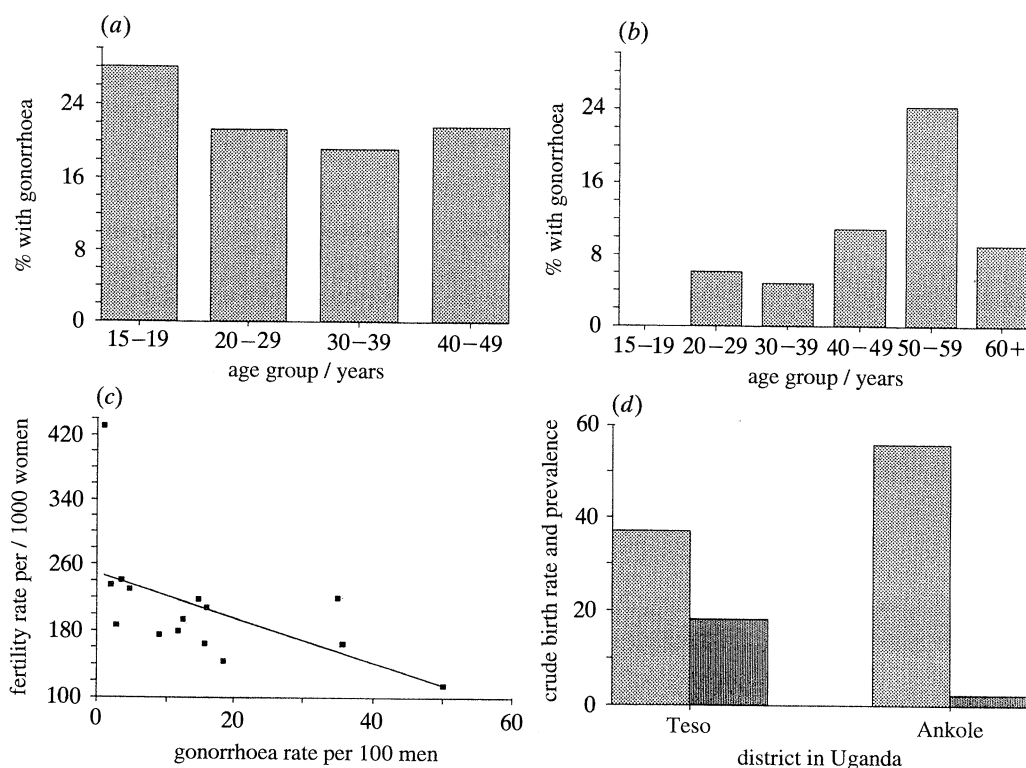 (a)
% with gonorrhoea
24
16
8
0
15–19 20–29 30–39 40–49
age group / years
(b)
% with gonorrhoea
24
16
8
0
15–19 20–29 30–39 40–49 50–59 60+
age group / years
(c)
fertility rate per / 1000 women
420
340
260
180
100
0 20 40 60
gonorrhoea rate per 100 men
(d)
crude birth rate and prevalence
60
40
20
0
Teso Ankole
district in Uganda